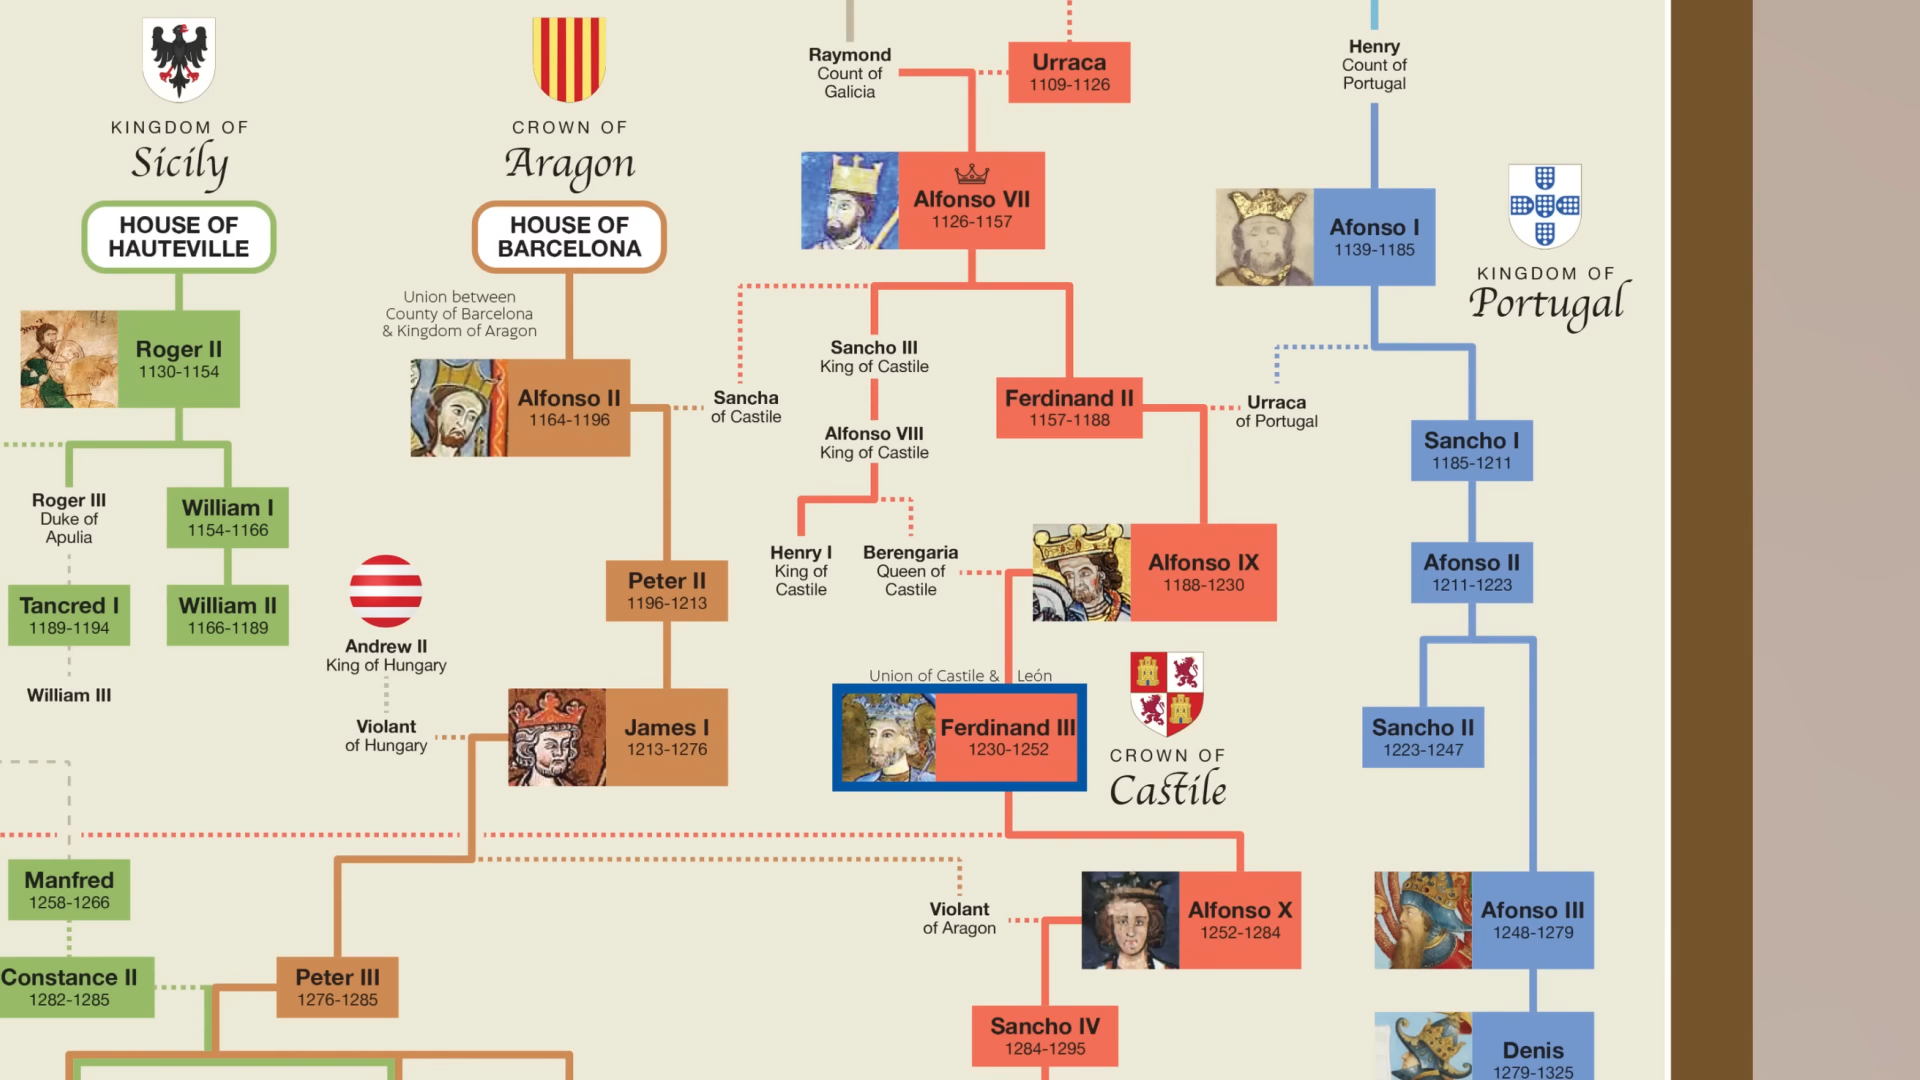 KINGDOM OF
Sicily
HOUSE OF
HAUTEVILLE
Roger II
1130-1154
Roger III
Duke of
Apulia
William I
1154-1166
Tancred I
1189-1194
William II
1166-1189
William III
Manfred
1258-1266
Constance II
1282-1285
CROWN OF
Aragon
HOUSE OF
BARCELONA
Union between
County of Barcelona
& Kingdom of Aragon
Alfonso II
1164-1196
Sancha
of Castile
Peter II
1196-1213
Andrew II
King of Hungary
Violant
of Hungary
James I
1213-1276
Peter III
1276-1285
Raymond
Count of
Galicia
Urraca
1109-1126
Alfonso VII
1126-1157
Sancho III
King of Castile
Ferdinand II
1157-1188
Urraca
of Portugal
Alfonso VIII
King of Castile
Henry I
King of
Castile
Berengaria
Queen of
Castile
Alfonso IX
1188-1230
Union of Castile & León
Ferdinand III
1230-1252
CROWN OF
Castile
Violant
of Aragon
Alfonso X
1252-1284
Sancho IV
1284-1295
Henry
Count of
Portugal
Afonso I
1139-1185
KINGDOM OF
Portugal
Sancho I
1185-1211
Afonso II
1211-1223
Sancho II
1223-1247
Afonso III
1248-1279
Denis
1279-1325